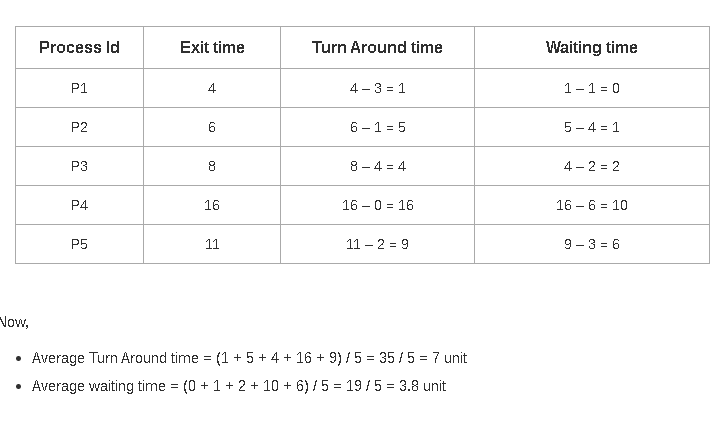 Process Id Exit time Turn Around time Waiting time
P1 4 4 – 3 = 1 1 – 1 = 0
P2 6 6 – 1 = 5 5 – 4 = 1
P3 8 8 – 4 = 4 4 – 2 = 2
P4 16 16 – 0 = 16 16 – 6 = 10
P5 11 11 – 2 = 9 9 – 3 = 6
Now,
• Average Turn Around time = (1 + 5 + 4 + 16 + 9) / 5 = 35 / 5 = 7 unit
• Average waiting time = (0 + 1 + 2 + 10 + 6) / 5 = 19 / 5 = 3.8 unit